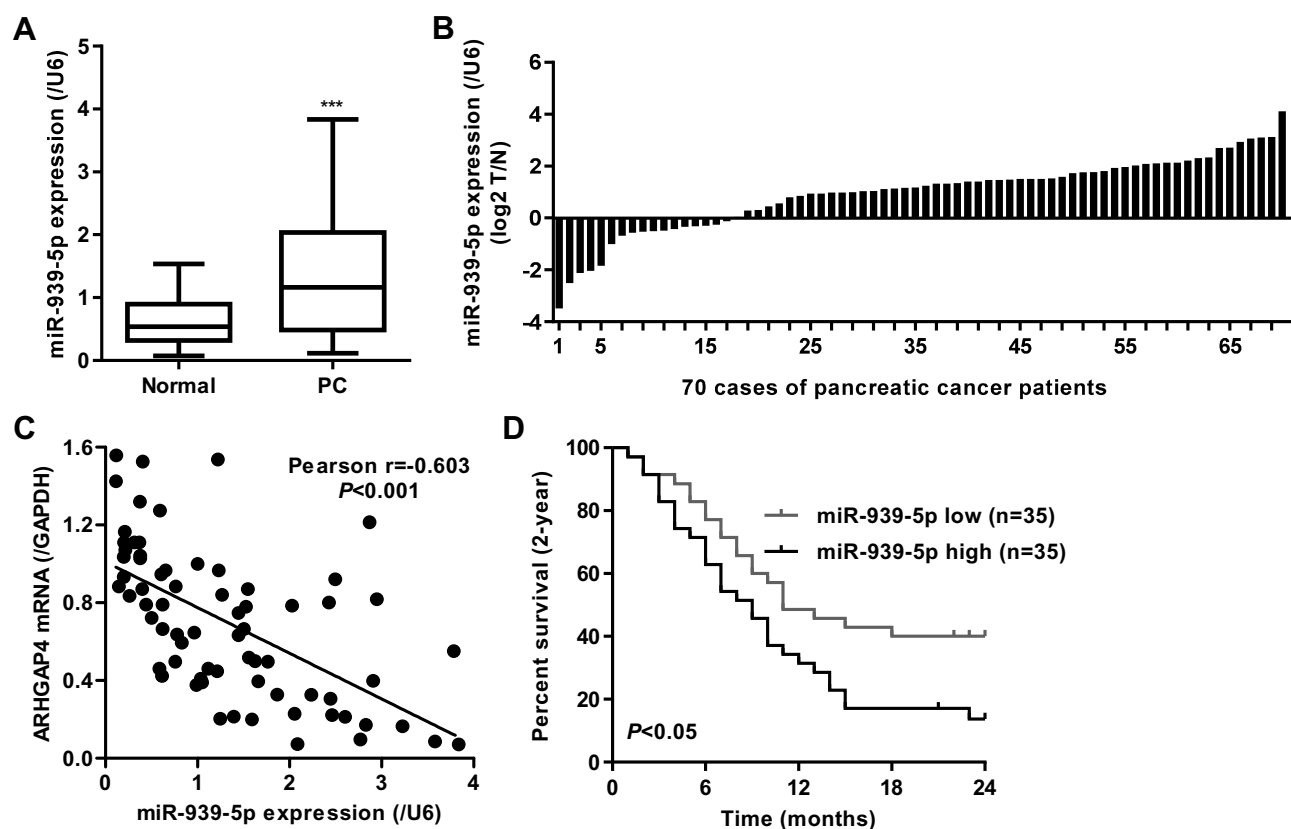 A
miR-939-5p expression (/U6)
5
4
3
2
1
0
***
Normal
PC
B
miR-939-5p expression (/U6)
(log2 T/N)
6
4
2
0
-2
-4
1
5
15
25
35
45
55
65
70 cases of pancreatic cancer patients
C
ARHGAP4 mRNA (/GAPDH)
1.6
1.2
0.8
0.4
0.0
Pearson r=-0.603
P<0.001
0
1
2
3
4
miR-939-5p expression (/U6)
D
Percent survival (2-year)
100
80
60
40
20
0
miR-939-5p low (n=35)
miR-939-5p high (n=35)
P<0.05
0
6
12
18
24
Time (months)